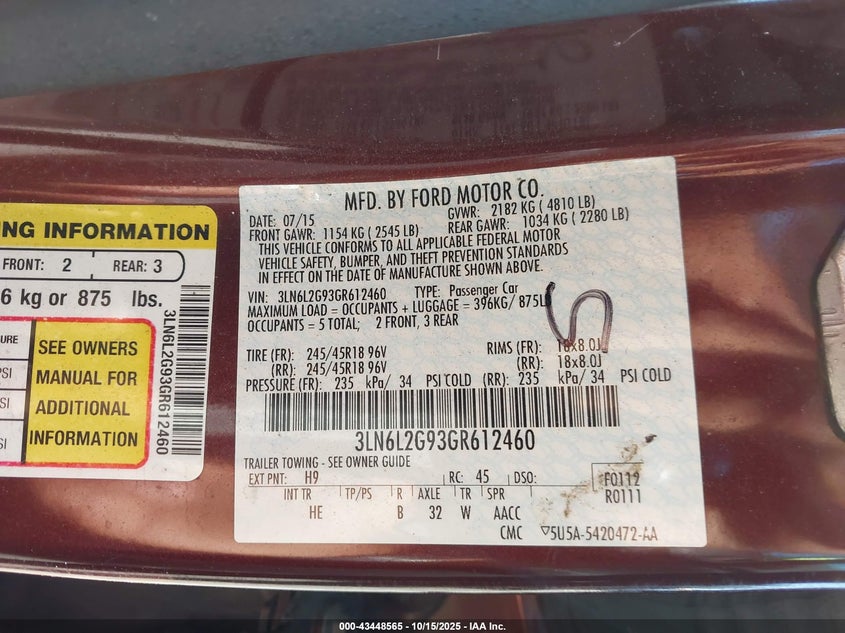 MFD. BY FORD MOTOR CO.
DATE: 07/15 GVWR: 2182 KG ( 4810 LB)
FRONT GAWR: 1154 KG ( 2545 LB) REAR GAWR: 1034 KG ( 2280 LB)
THIS VEHICLE CONFORMS TO ALL APPLICABLE FEDERAL MOTOR
VEHICLE SAFETY, BUMPER, AND THEFT PREVENTION STANDARDS
IN EFFECT ON THE DATE OF MANUFACTURE SHOWN ABOVE.
VIN: 3LN6L2G93GR612460 TYPE: Passenger Car
MAXIMUM LOAD = OCCUPANTS + LUGGAGE = 396KG/ 875L
OCCUPANTS = 5 TOTAL; 2 FRONT, 3 REAR
TIRE (FR): 245/45R18 96V RIMS (FR): 18x8.0J
(RR): 245/45R18 96V (RR): 18x8.0J
PRESSURE (FR): 235 kPa/ 34 PSI COLD (RR): 235 kPa/ 34 PSI COLD
3LN6L2G93GR612460
TRAILER TOWING - SEE OWNER GUIDE
EXT PNT: H9 RC: 45 DSO:
F0112
R0111
INT TR TP/PS R AXLE TR SPR
HE B 32 W AACC
CMC ▽5U5A-5420472-AA
NG INFORMATION
FRONT: 2 REAR: 3
6 kg or 875 lbs.
URE
PSI
SI
SI
SEE OWNERS
MANUAL FOR
ADDITIONAL
INFORMATION
3LN6L2G93GR612460
000-43448565 - 10/15/2025 - IAA Inc.